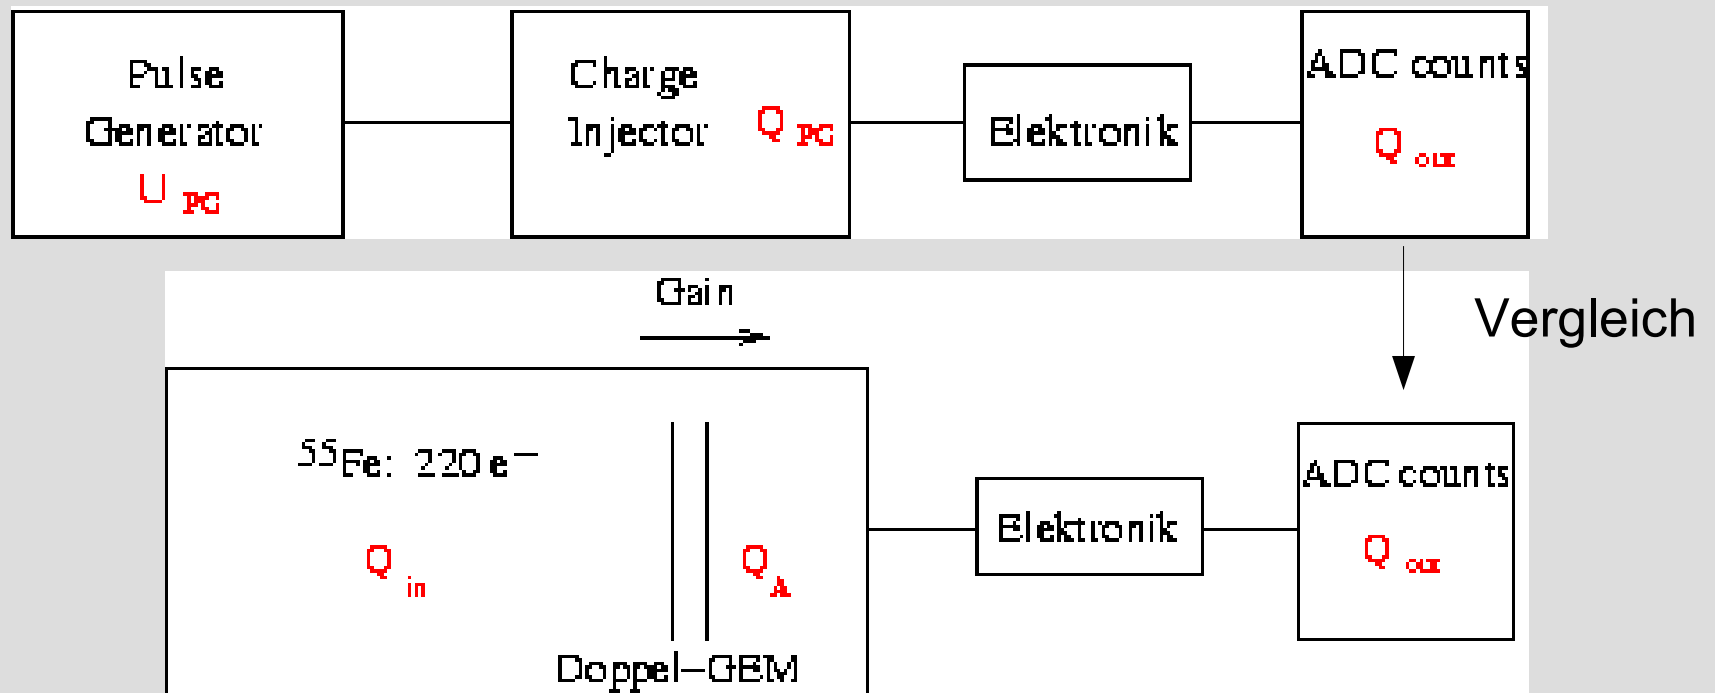 Pulse
Generator
U PG
Charge
Injector Q PG
Elektronik
ADC counts
Q out
Vergleich
Gain
55Fe: 220 e−
Q in
Q A
Doppel–GEM
Elektronik
ADC counts
Q out